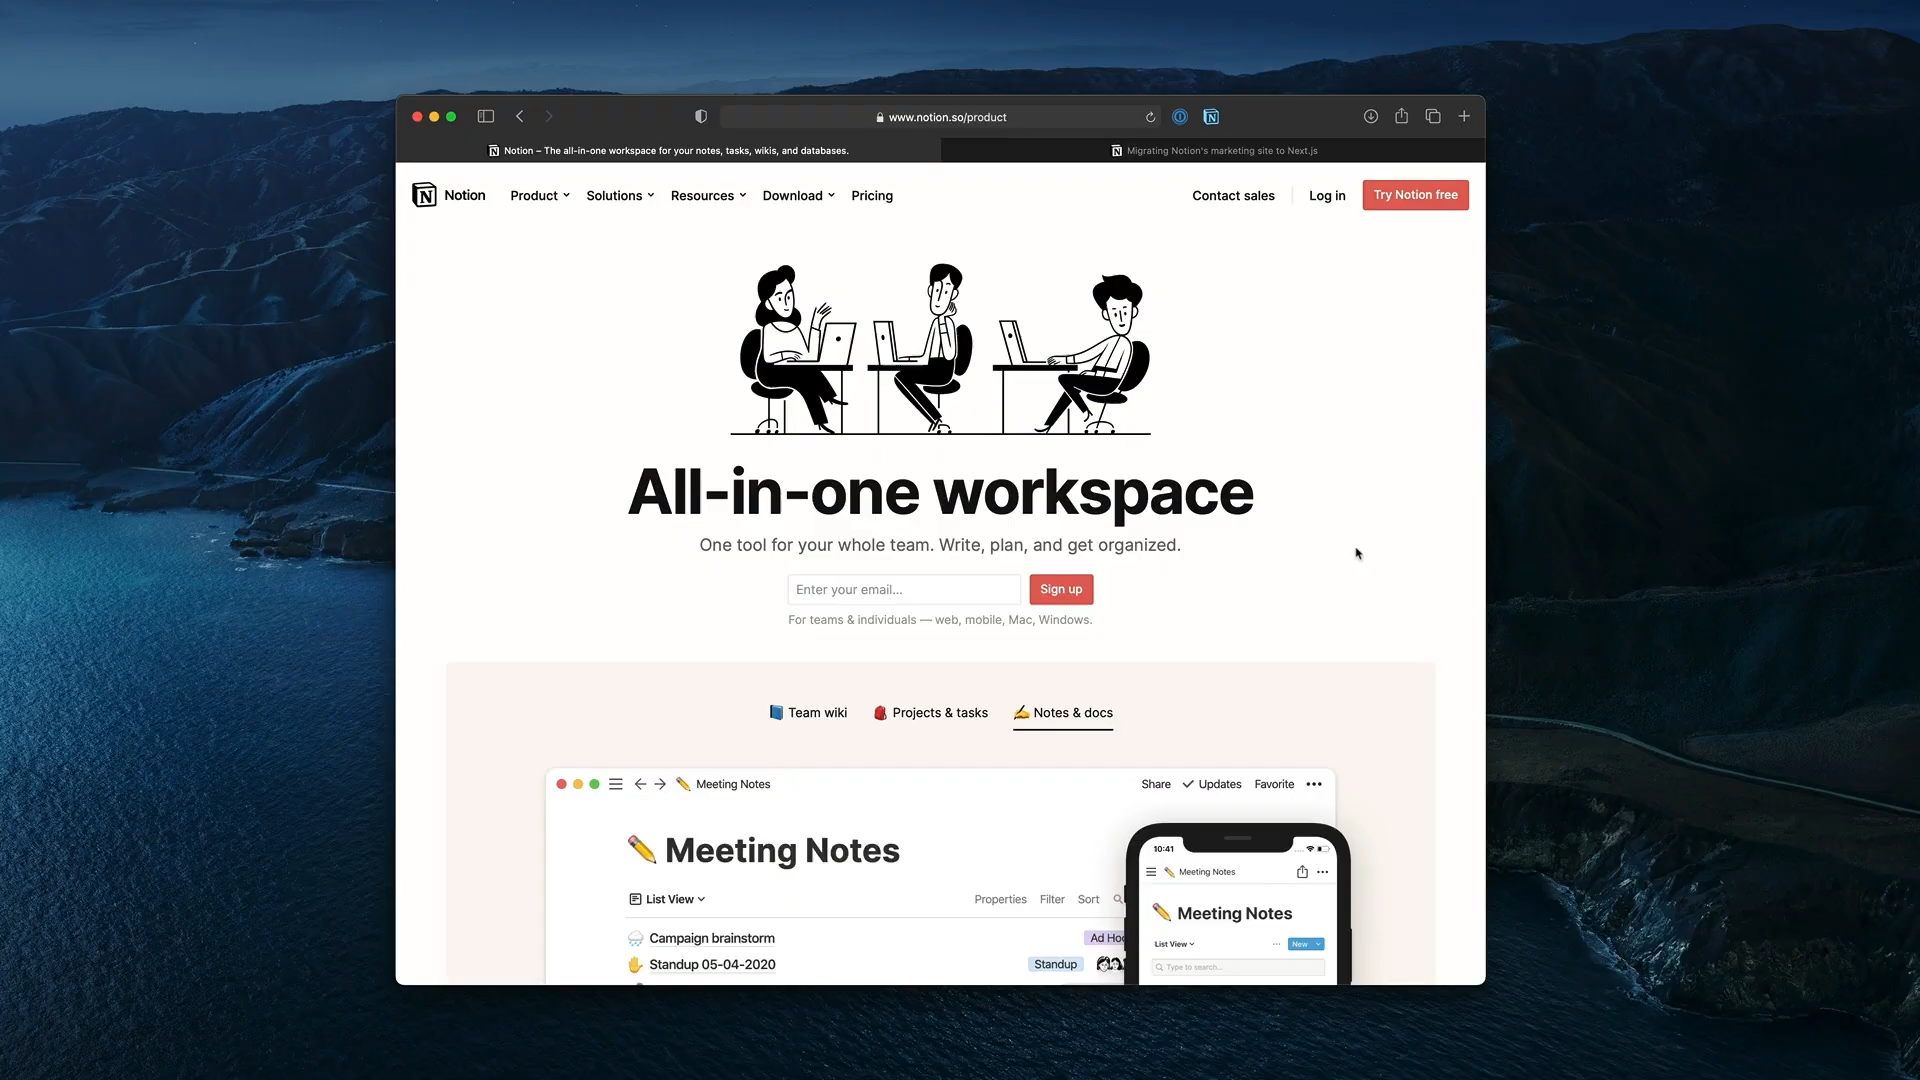 www.notion.so/product
Notion – The all-in-one workspace for your notes, tasks, wikis, and databases.
Migrating Notion's marketing site to Next.js
Notion Product Solutions Resources Download Pricing Contact sales Log in Try Notion free
All-in-one workspace
One tool for your whole team. Write, plan, and get organized.
Enter your email... Sign up
For teams & individuals — web, mobile, Mac, Windows.
Team wiki Projects & tasks Notes & docs
Meeting Notes Share Updates Favorite
Meeting Notes
List View Properties Filter Sort
Campaign brainstorm Ad Hoc
Standup 05-04-2020 Standup
10:41
Meeting Notes
Meeting Notes
List View New
Type to search...